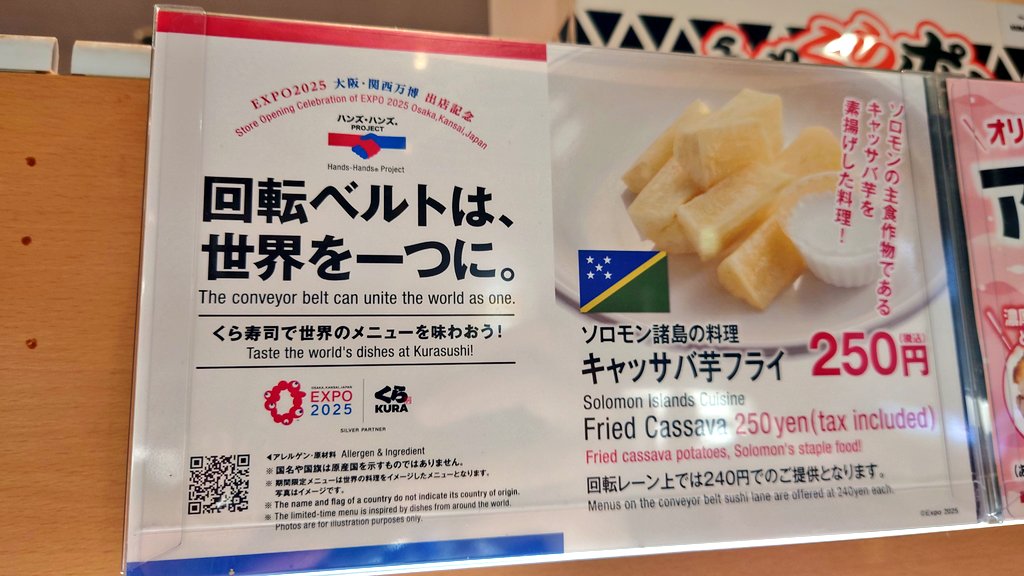 EXPO2025 大阪・関西万博 出店記念
Store Opening Celebration of EXPO 2025 Osaka,Kansai,Japan
ハンズ・ハンズ®
PROJECT
Hands-Hands® Project
回転ベルトは、
世界を一つに。
The conveyor belt can unite the world as one.
くら寿司で世界のメニューを味わおう!
Taste the world's dishes at Kurasushi!
OSAKA, KANSAI, JAPAN
EXPO
2025
くら
KURA
SILVER PARTNER
◀アレルゲン・原材料 Allergen & Ingredient
※ 国名や国旗は原産国を示すものではありません。
※ 期間限定メニューは世界の料理をイメージしたメニューとなります。
写真はイメージです。
※ The name and flag of a country do not indicate its country of origin.
※ The limited-time menu is inspired by dishes from around the world.
Photos are for illustration purposes only.
ソロモンの主食作物である
キャッサバ芋を
素揚げした料理!
ソロモン諸島の料理
キャッサバ芋フライ
250円(税込)
Solomon Islands Cuisine
Fried Cassava 250yen(tax included)
Fried cassava potatoes, Solomon's staple food!
回転レーン上では240円でのご提供となります。
Menus on the conveyor belt sushi lane are offered at 240yen each.
©Expo 2025
オリ